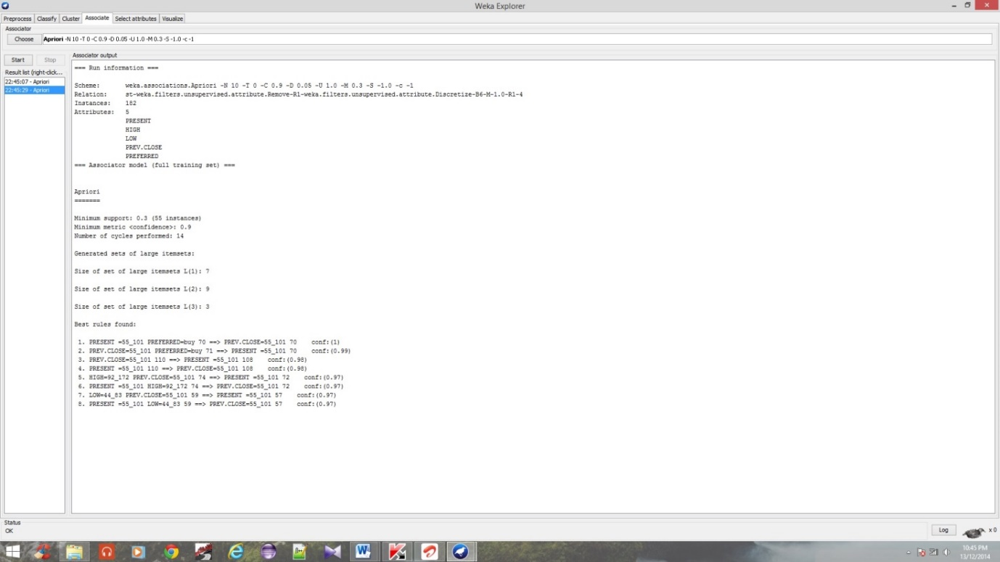 Weka Explorer
Preprocess Classify Cluster Associate Select attributes Visualize
Associator
Choose Apriori -N 10 -T 0 -C 0.9 -D 0.05 -U 1.0 -M 0.3 -S -1.0 -c -1
Start Stop
Result list (right-click...
22:45:07 - Apriori
22:45:29 - Apriori
Associator output
=== Run information ===
Scheme: weka.associations.Apriori -N 10 -T 0 -C 0.9 -D 0.05 -U 1.0 -M 0.3 -S -1.0 -c -1
Relation: st-weka.filters.unsupervised.attribute.Remove-R1-weka.filters.unsupervised.attribute.Discretize-B6-M-1.0-R1-4
Instances: 182
Attributes: 5
PRESENT
HIGH
LOW
PREV.CLOSE
PREFERRED
=== Associator model (full training set) ===
Apriori
=======
Minimum support: 0.3 (55 instances)
Minimum metric <confidence>: 0.9
Number of cycles performed: 14
Generated sets of large itemsets:
Size of set of large itemsets L(1): 7
Size of set of large itemsets L(2): 9
Size of set of large itemsets L(3): 3
Best rules found:
1. PRESENT =55_101 PREFERRED=buy 70 ==> PREV.CLOSE=55_101 70 conf:(1)
2. PREV.CLOSE=55_101 PREFERRED=buy 71 ==> PRESENT =55_101 70 conf:(0.99)
3. PREV.CLOSE=55_101 110 ==> PRESENT =55_101 108 conf:(0.98)
4. PRESENT =55_101 110 ==> PREV.CLOSE=55_101 108 conf:(0.98)
5. HIGH=92_172 PREV.CLOSE=55_101 74 ==> PRESENT =55_101 72 conf:(0.97)
6. PRESENT =55_101 HIGH=92_172 74 ==> PREV.CLOSE=55_101 72 conf:(0.97)
7. LOW=44_83 PREV.CLOSE=55_101 59 ==> PRESENT =55_101 57 conf:(0.97)
8. PRESENT =55_101 LOW=44_83 59 ==> PREV.CLOSE=55_101 57 conf:(0.97)
Status
OK
Log x 0
10:45 PM
13/12/2014